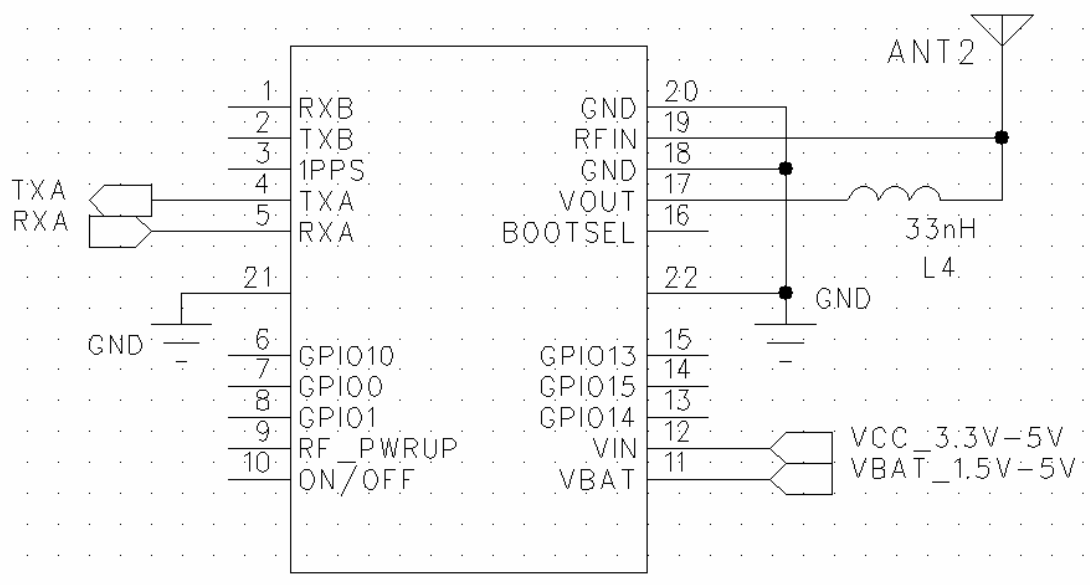 ANT2
1 RXB GND 20
2 TXB RFIN 19
3 1PPS GND 18
TXA 4 TXA VOUT 17
RXA 5 RXA BOOTSEL 16
33nH
L4
21 22
GND GND
6 GPIO10 GPIO13 15
7 GPIO0 GPIO15 14
8 GPIO1 GPIO14 13
9 RF_PWRUP VIN 12 VCC_3.3V-5V
10 ON/OFF VBAT 11 VBAT_1.5V-5V